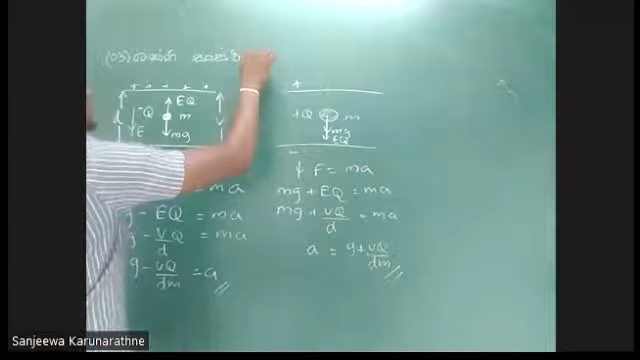 (03)
+ + + +
EQ
-Q
m
E
mg
= ma
g - EQ = ma
g - VQ/d = ma
g - VQ/dm = a
+
+Q m
mg
EQ
-
↓ F = ma
mg + EQ = ma
mg + VQ/d = ma
a = g + VQ/dm
Sanjeewa Karunarathne